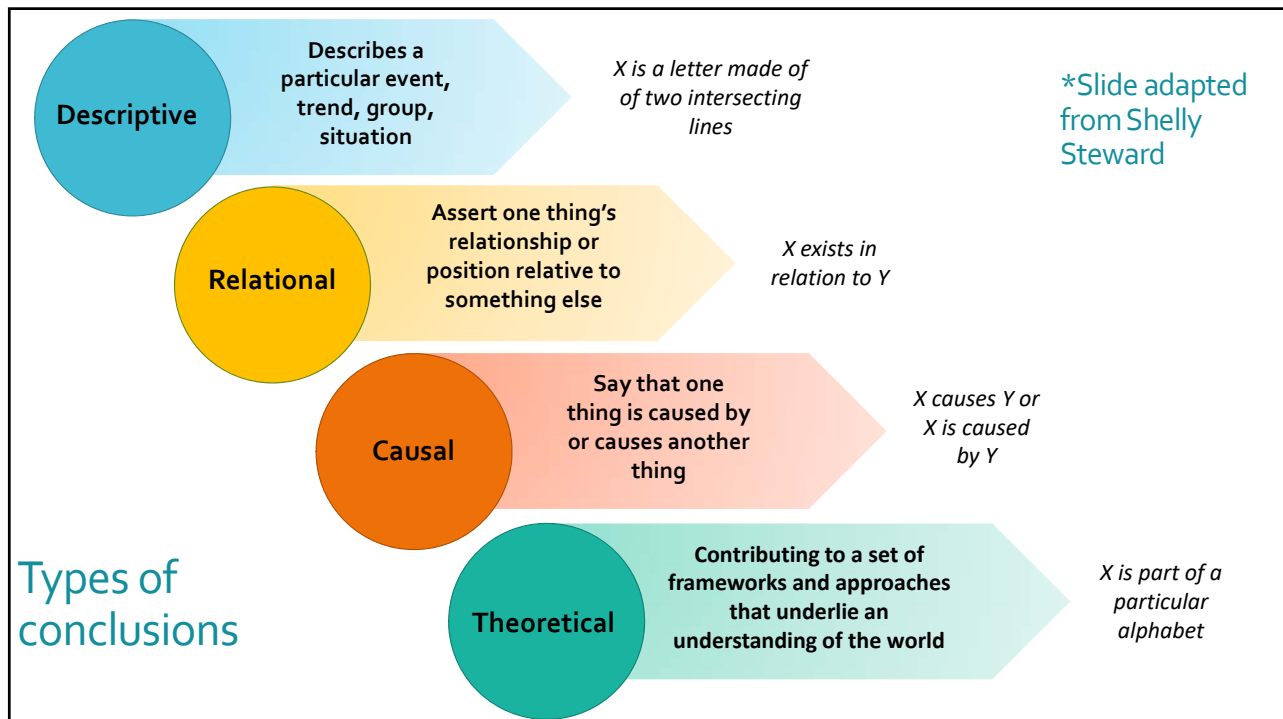 Descriptive
Describes a
particular event,
trend, group,
situation
X is a letter made of
of two intersecting
lines
*Slide adapted
from Shelly
Steward
Relational
Assert one thing's
relationship or
position relative to
something else
X exists in
relation to Y
Causal
Say that one
thing is caused by
or causes another
thing
X causes Y or
X is caused
by Y
Types of
conclusions
Theoretical
Contributing to a set of
frameworks and approaches
that underlie an
understanding of the world
X is part of a
particular
alphabet